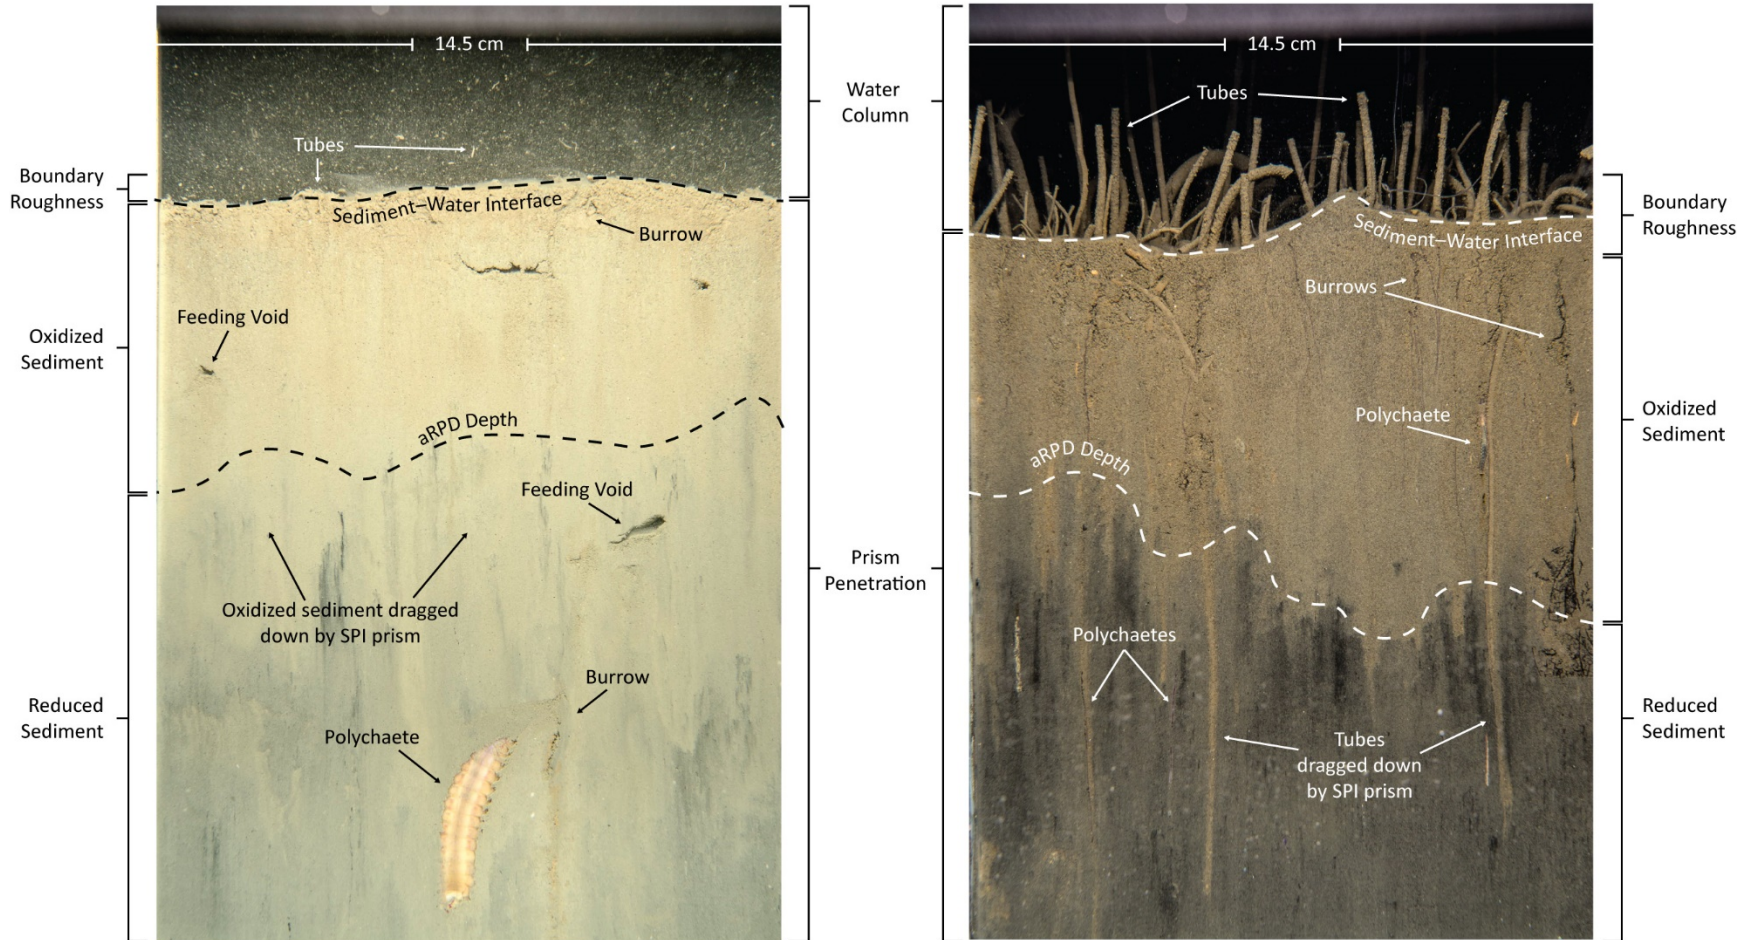 14.5 cm
Tubes
Boundary
Roughness
Sediment–Water Interface
Burrow
Feeding Void
Oxidized
Sediment
aRPD Depth
Feeding Void
Oxidized sediment dragged
down by SPI prism
Burrow
Reduced
Sediment
Polychaete
Water
Column
Prism
Penetration
14.5 cm
Tubes
Boundary
Roughness
Sediment–Water Interface
Burrows
Polychaete
Oxidized
Sediment
aRPD Depth
Polychaetes
Reduced
Sediment
Tubes
dragged down
by SPI prism